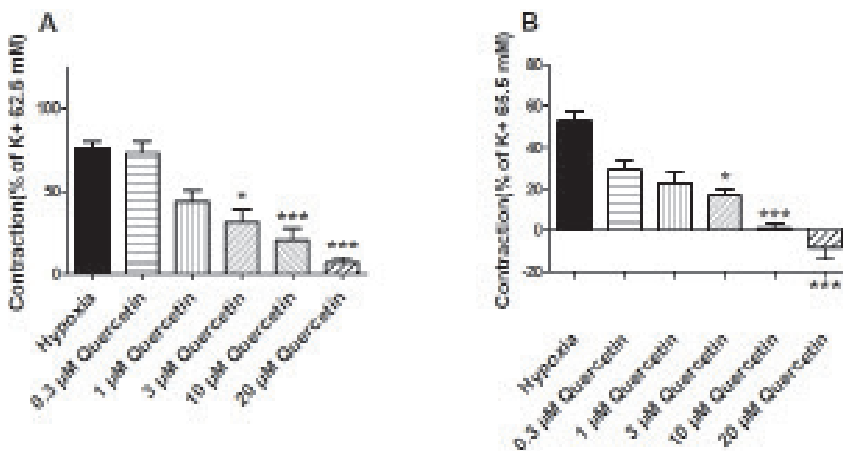 A
Contraction(% of K+ 62.5 mM)
100
50
0
*
***
***
Hypoxia
0.3 µM Quercetin
1 µM Quercetin
3 µM Quercetin
10 µM Quercetin
20 µM Quercetin
B
Contraction(% of K+ 65.5 mM)
80
60
40
20
0
-20
*
***
***
Hypoxia
0.3 µM Quercetin
1 µM Quercetin
3 µM Quercetin
10 µM Quercetin
20 µM Quercetin